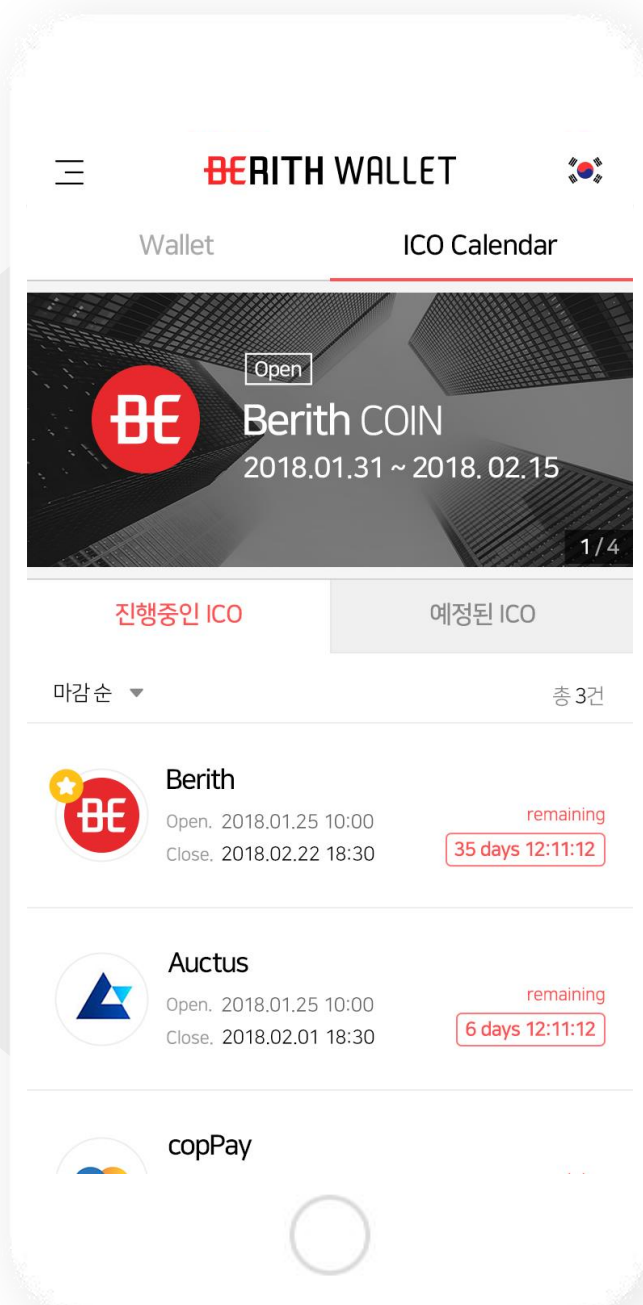 BERITH WALLET
Wallet
ICO Calendar
Open
Berith COIN
2018.01.31 ~ 2018. 02.15
1 / 4
진행중인 ICO
예정된 ICO
마감 순
총 3건
BE
Berith
Open. 2018.01.25 10:00
Close. 2018.02.22 18:30
remaining
35 days 12:11:12
Auctus
Open. 2018.01.25 10:00
Close. 2018.02.01 18:30
remaining
6 days 12:11:12
copPay